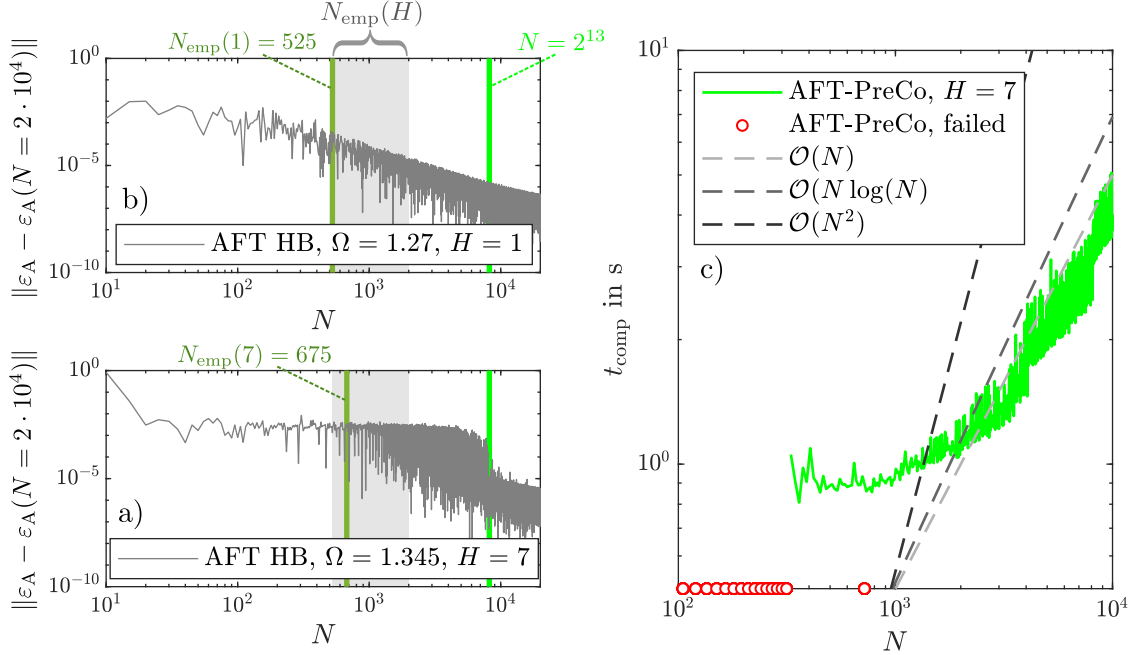 N_emp(H)
N_emp(1) = 525
N = 2^13
‖ε_A − ε_A(N = 2 · 10^4)‖
10^0
10^-5
10^-10
b)
AFT HB, Ω = 1.27, H = 1
10^1
10^2
10^3
10^4
N
N_emp(7) = 675
‖ε_A − ε_A(N = 2 · 10^4)‖
10^0
10^-5
10^-10
a)
AFT HB, Ω = 1.345, H = 7
10^1
10^2
10^3
10^4
N
10^1
10^0
t_comp in s
AFT-PreCo, H = 7
AFT-PreCo, failed
O(N)
O(N log(N)
O(N^2)
c)
10^2
10^3
10^4
N